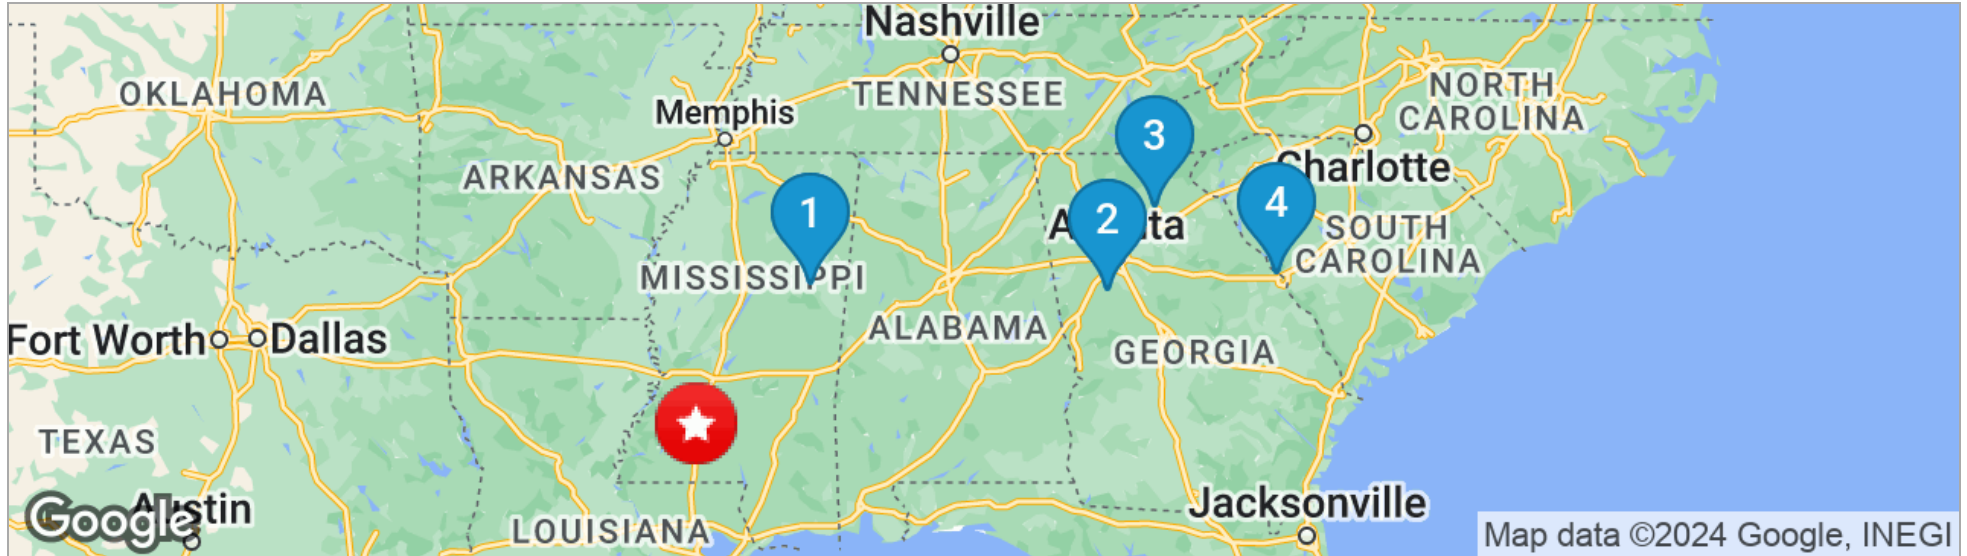 Nashville
OKLAHOMA
TENNESSEE
NORTH
CAROLINA
Memphis
3
Charlotte
ARKANSAS
1
2
4
SOUTH
CAROLINA
MISSISSIPPI
Fort Worth
Dallas
ALABAMA
GEORGIA
TEXAS
Austin
Google
LOUISIANA
Jacksonville
Map data ©2024 Google, INEGI